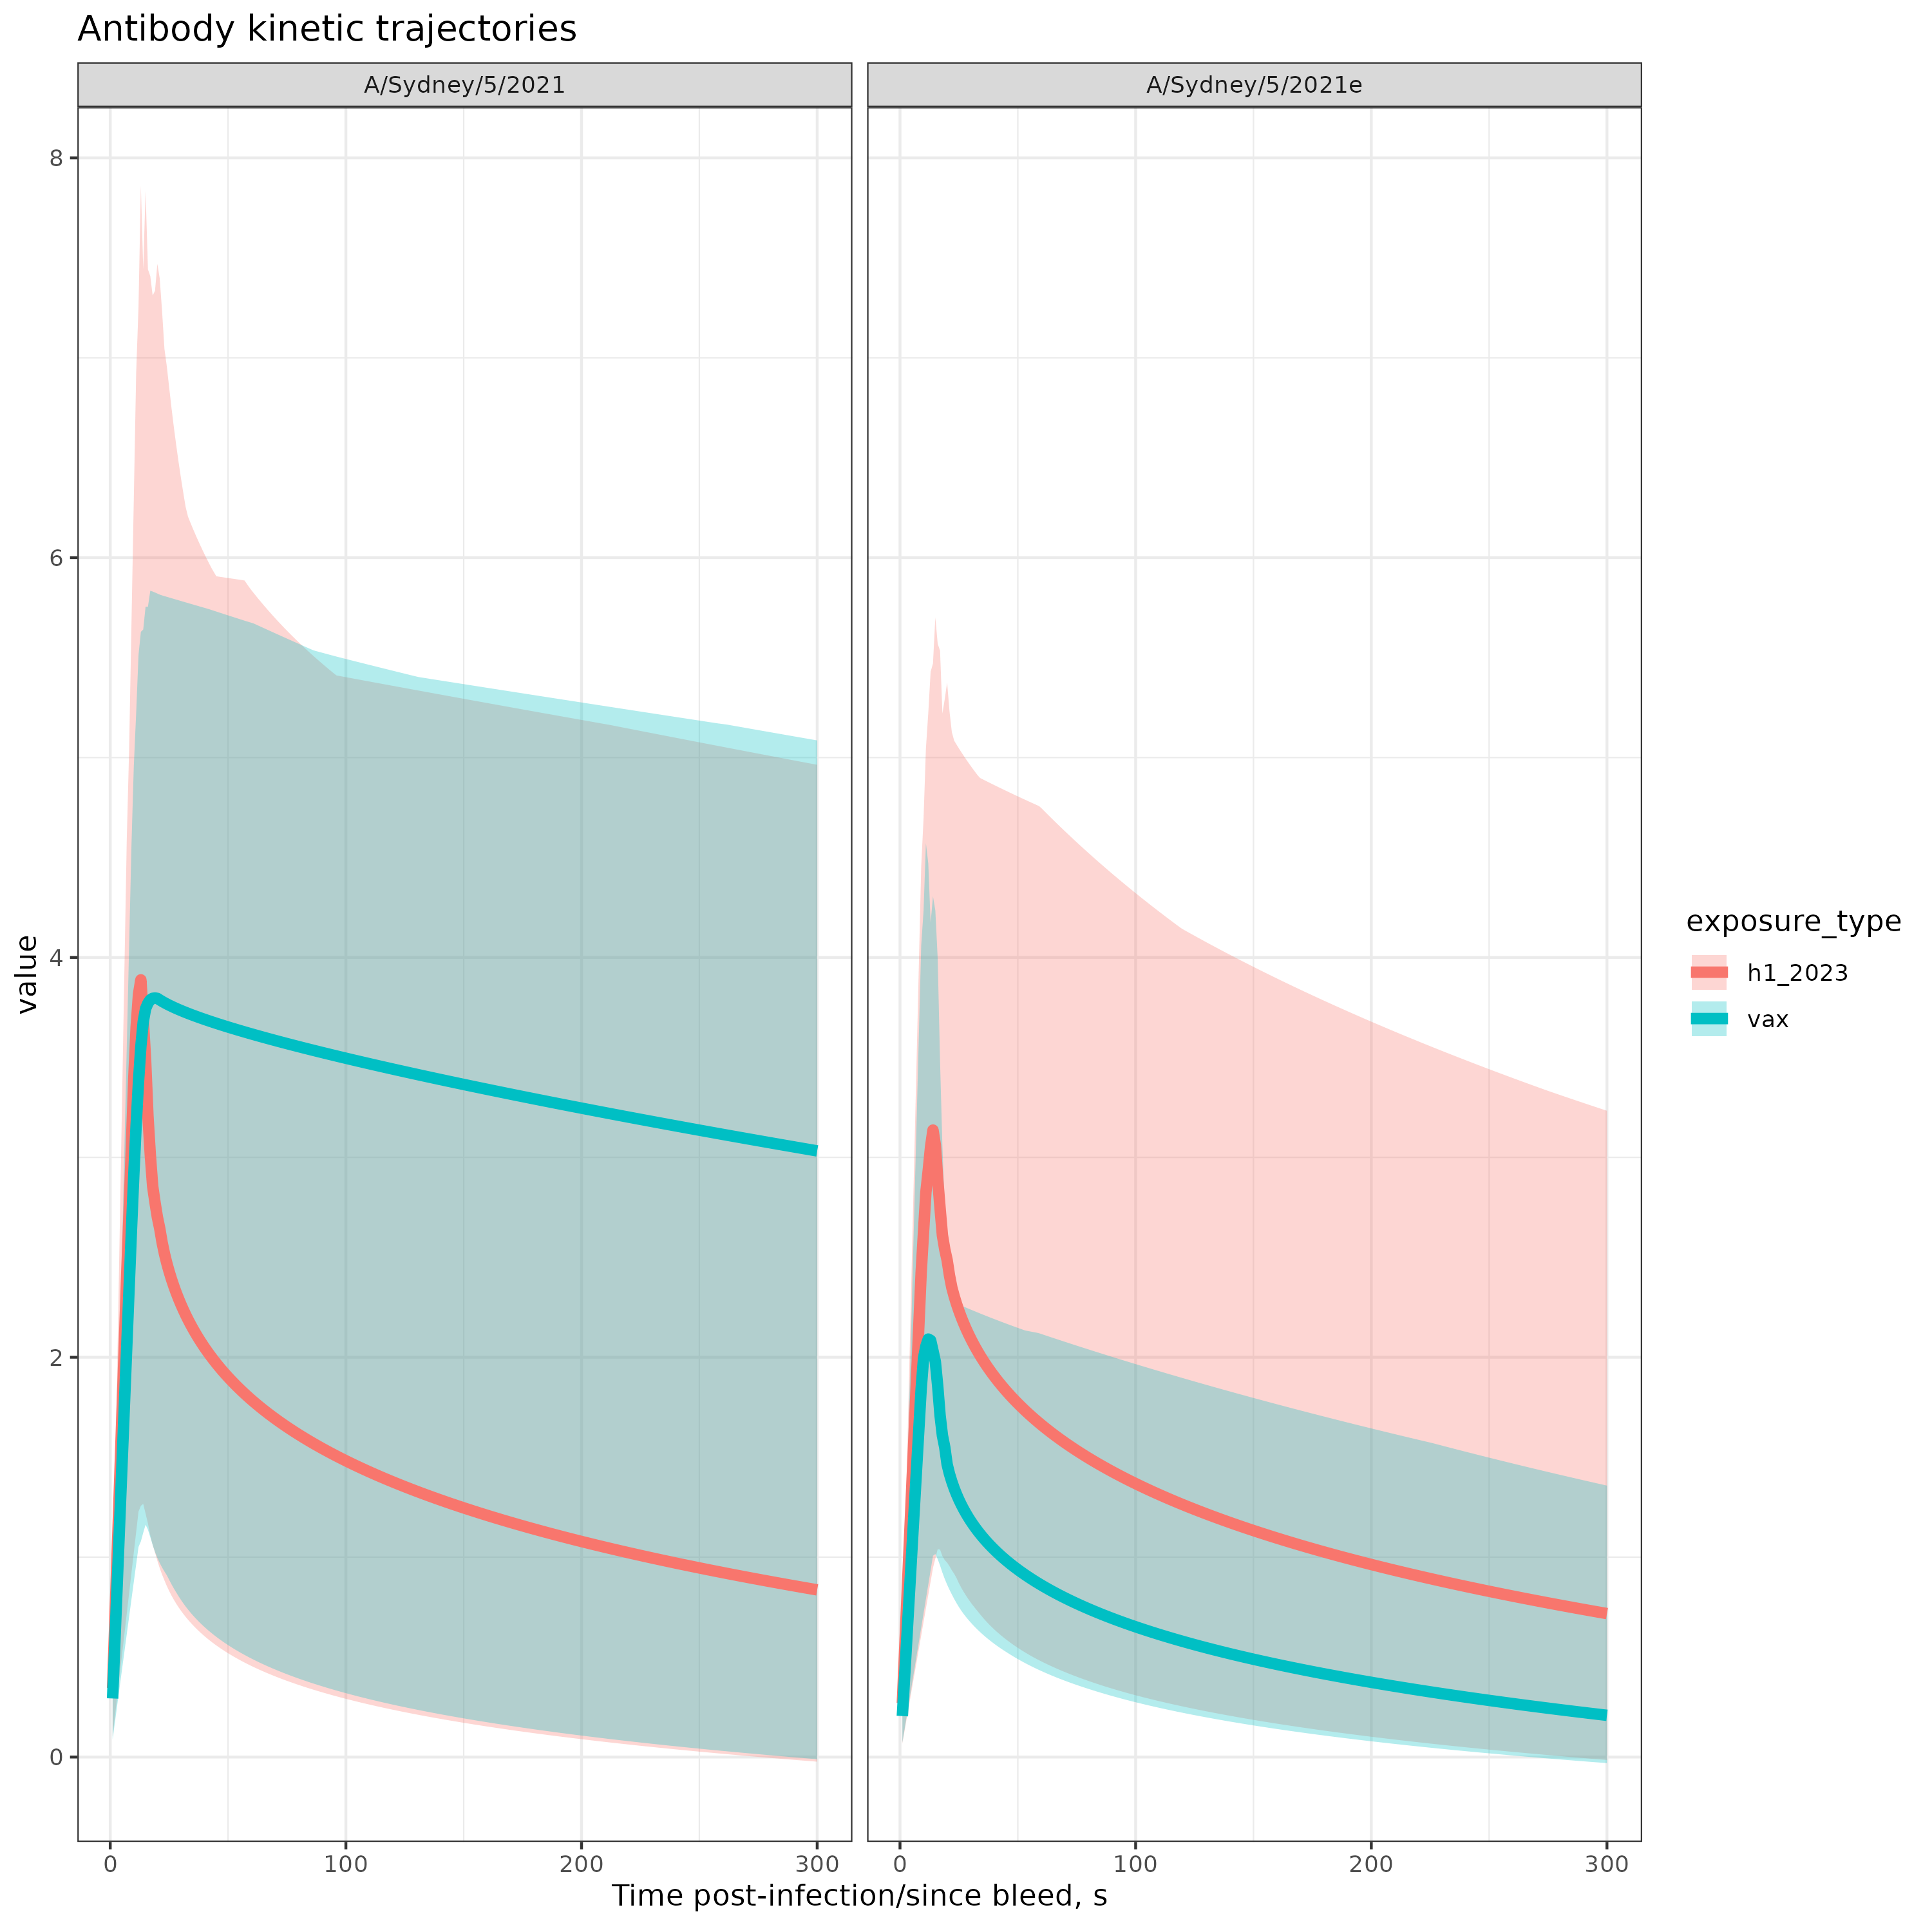 Antibody kinetic trajectories
A/Sydney/5/2021
A/Sydney/5/2021e
8
6
4
2
0
value
0
100
200
300
0
100
200
300
Time post-infection/since bleed, s
exposure_type
h1_2023
vax